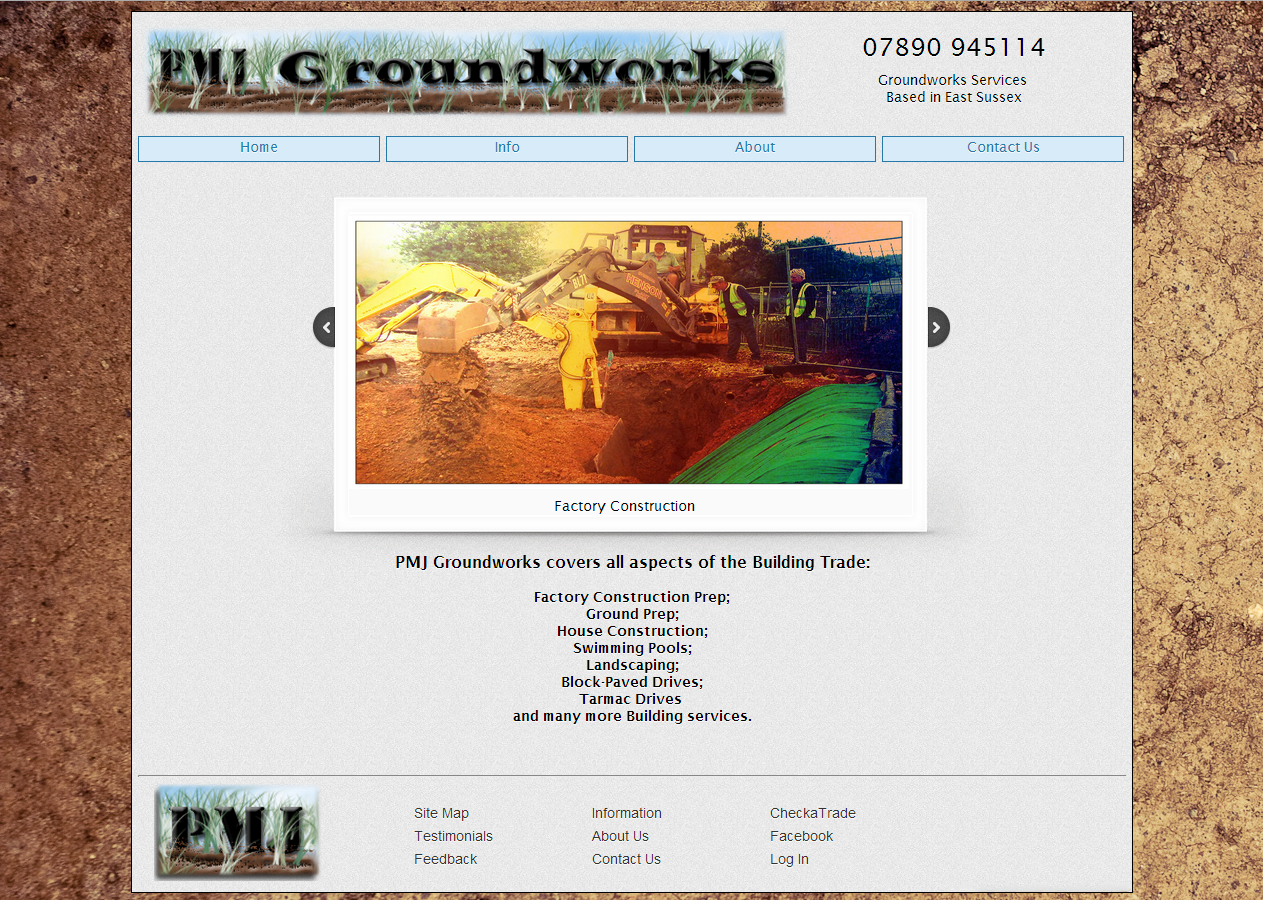 PMJ Groundworks
07890 945114
Groundworks Services
Based in East Sussex
Home
Info
About
Contact Us
BL71
Factory Construction
PMJ Groundworks covers all aspects of the Building Trade:
Factory Construction Prep;
Ground Prep;
House Construction;
Swimming Pools;
Landscaping;
Block-Paved Drives;
Tarmac Drives
and many more Building services.
PMJ
Site Map
Information
CheckaTrade
Testimonials
About Us
Facebook
Feedback
Contact Us
Log In